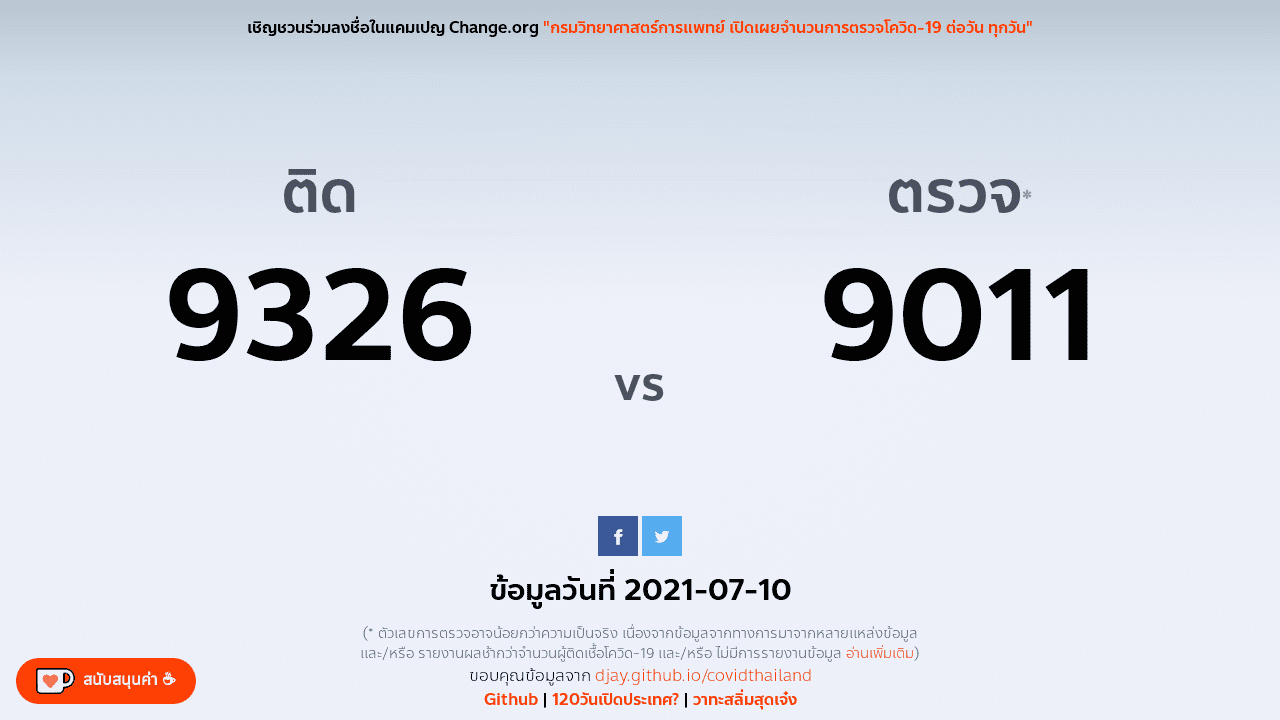 เชิญชวนร่วมลงชื่อในแคมเปญ Change.org "กรมวิทยาศาสตร์การแพทย์ เปิดเผยจำนวนการตรวจโควิด-19 ต่อวัน ทุกวัน"
ติด
ตรวจ*
9326
9011
vs
ข้อมูลวันที่ 2021-07-10
(* ตัวเลขการตรวจอาจน้อยกว่าความเป็นจริง เนื่องจากข้อมูลจากทางการมาจากหลายแหล่งข้อมูล
และ/หรือ รายงานผลช้ากว่าจำนวนผู้ติดเชื้อโควิด-19 และ/หรือ ไม่มีการรายงานข้อมูล อ่านเพิ่มเติม)
ขอบคุณข้อมูลจาก djay.github.io/covidthailand
Github | 120วันเปิดประเทศ? | วาทะสลิ่มสุดเจ๋ง
สนับสนุนค่า